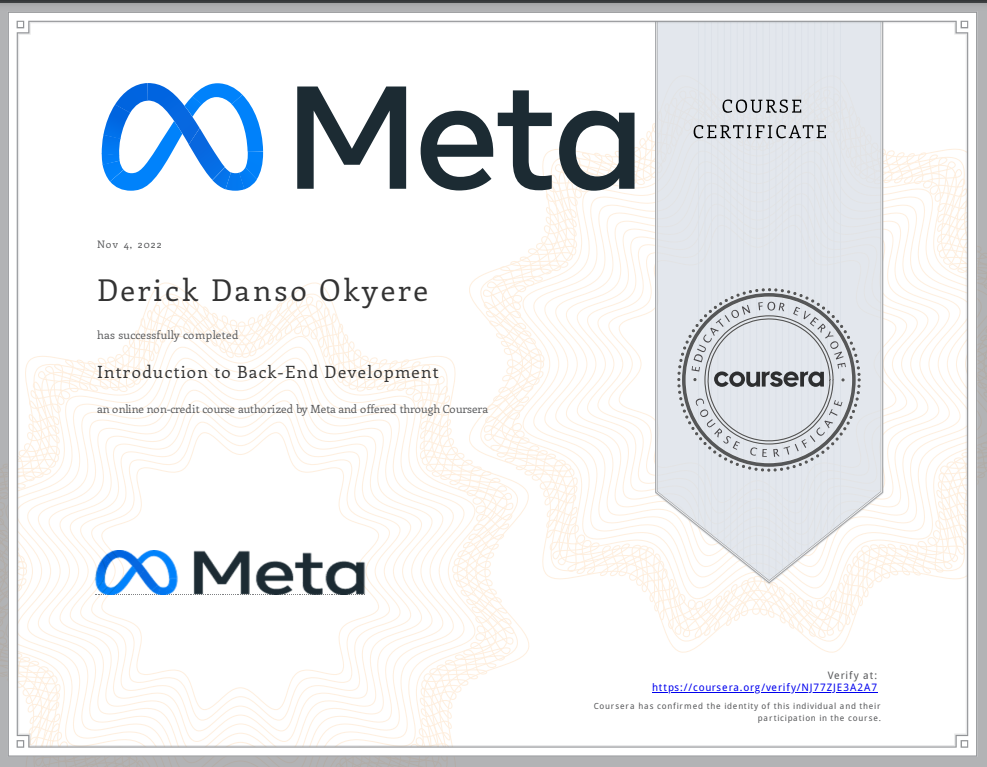 Meta
COURSE
CERTIFICATE
Nov 4, 2022
Derick Danso Okyere
has successfully completed
Introduction to Back-End Development
an online non-credit course authorized by Meta and offered through Coursera
EDUCATION FOR EVERYONE
coursera
COURSE CERTIFICATE
Meta
Verify at:
https://coursera.org/verify/NJ77ZJE3A2A7
Coursera has confirmed the identity of this individual and their
participation in the course.